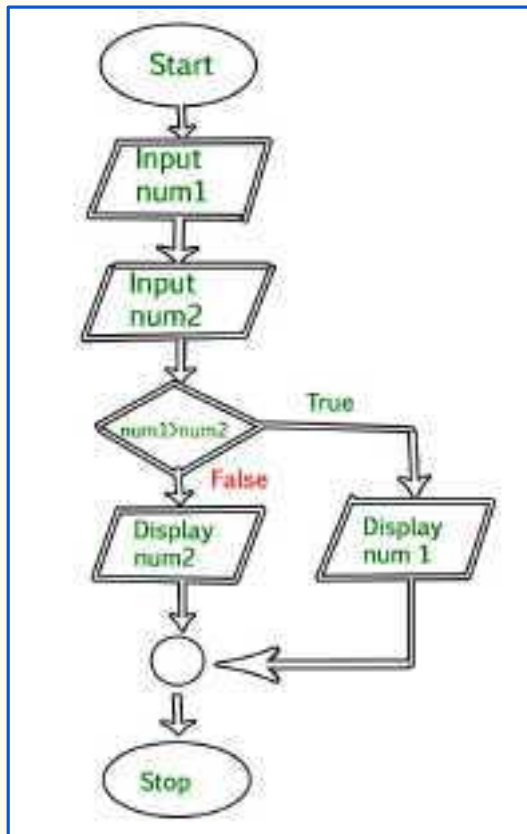 Start
Input
num1
Input
num2
num1>num2
True
False
Display
num2
Display
num 1
Stop